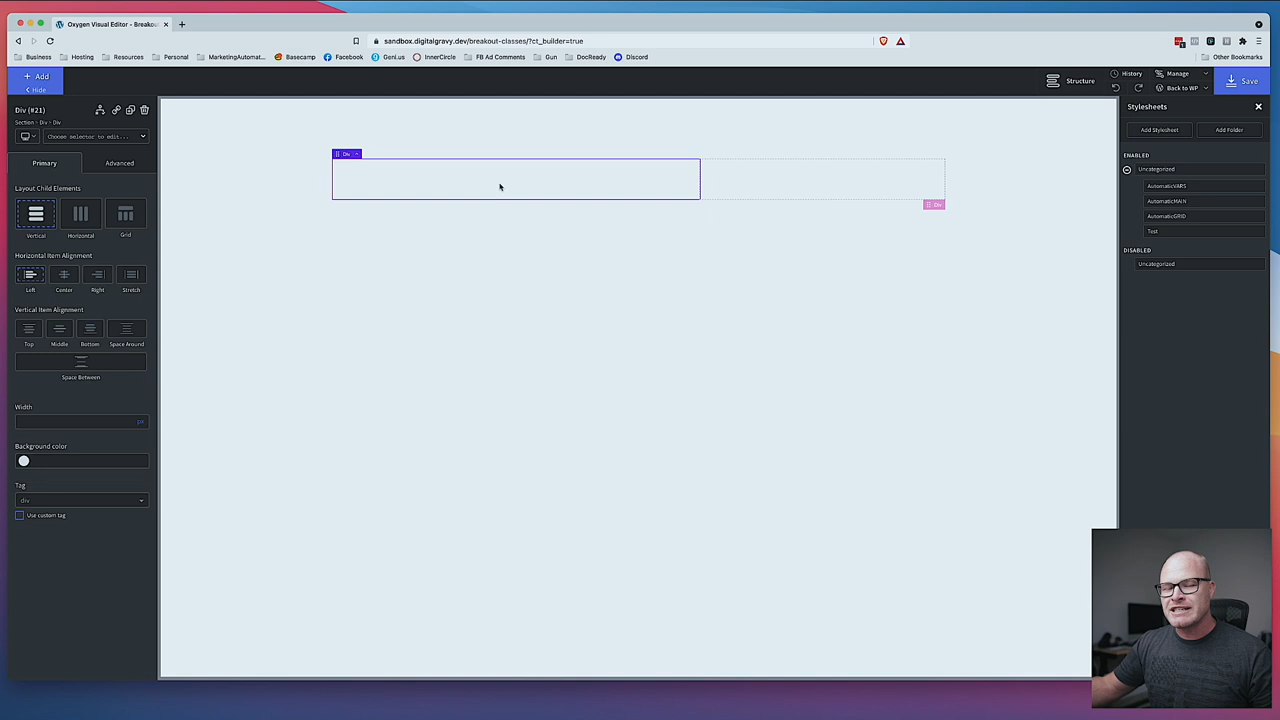 Oxygen Visual Editor - Breakou
sandbox.digitalgravy.dev/breakout-classes/?ct_builder=true
Business Hosting Resources Personal MarketingAutomat... Basecamp Facebook GenLus InnerCircle FB Ad Comments Gun DocReady Discord Other Bookmarks
Add
Hide
Structure
History
Manage
Back to WP
Save
Div (#21)
Section > Div > Div
Choose selector to edit...
Primary
Advanced
Layout Child Elements
Vertical Horizontal Grid
Horizontal Item Alignment
Left Center Right Stretch
Vertical Item Alignment
Top Middle Bottom Space Around
Space Between
Width
px
Background color
Tag
div
Use custom tag
Div
Div
Stylesheets
Add Stylesheet
Add Folder
ENABLED
Uncategorized
AutomaticVARS
AutomaticMAIN
AutomaticGRID
Test
DISABLED
Uncategorized